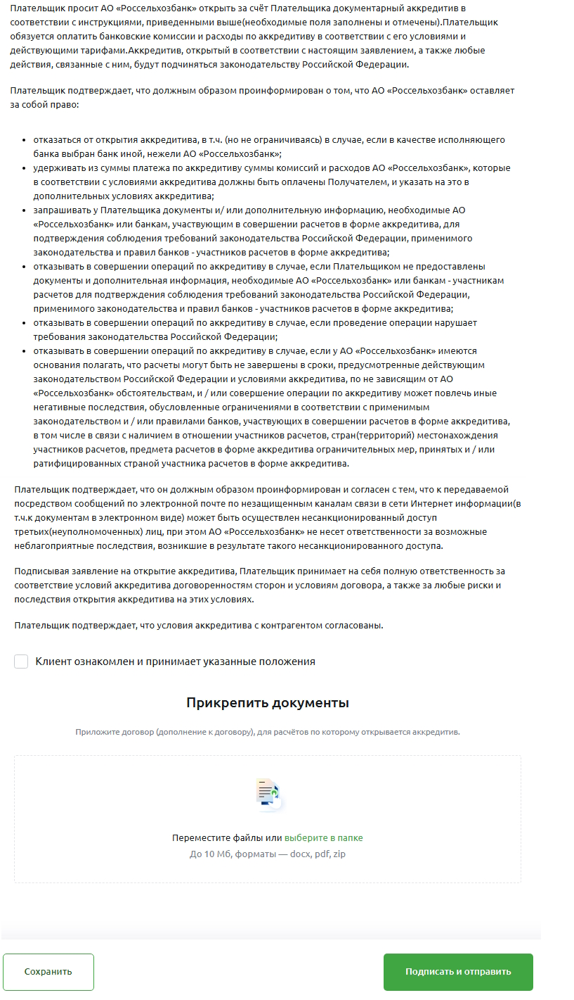 Плательщик просит АО «Россельхозбанк» открыть за счёт Плательщика документарный аккредитив в
соответствии с инструкциями, приведенными выше(необходимые поля заполнены и отмечены).Плательщик
обязуется оплатить банковские комиссии и расходы по аккредитиву в соответствии с его условиями и
действующими тарифами.Аккредитив, открытый в соответствии с настоящим заявлением, а также любые
действия, связанные с ним, будут подчиняться законодательству Российской Федерации.
Плательщик подтверждает, что должным образом проинформирован о том, что АО «Россельхозбанк» оставляет
за собой право:
• отказаться от открытия аккредитива, в т.ч. (но не ограничиваясь) в случае, если в качестве исполняющего
банка выбран банк иной, нежели АО «Россельхозбанк»;
• удерживать из суммы платежа по аккредитиву суммы комиссий и расходов АО «Россельхозбанк», которые
в соответствии с условиями аккредитива должны быть оплачены Получателем, и указать на это в
дополнительных условиях аккредитива;
• запрашивать у Плательщика документы и/ или дополнительную информацию, необходимые АО
«Россельхозбанк» или банкам, участвующим в совершении расчетов в форме аккредитива, для
подтверждения соблюдения требований законодательства Российской Федерации, применимого
законодательства и правил банков - участников расчетов в форме аккредитива;
• отказывать в совершении операций по аккредитиву в случае, если Плательщиком не предоставлены
документы и дополнительная информация, необходимые АО «Россельхозбанк» или банкам - участникам
расчетов для подтверждения соблюдения требований законодательства Российской Федерации,
применимого законодательства и правил банков - участников расчетов в форме аккредитива;
• отказывать в совершении операций по аккредитиву в случае, если проведение операции нарушает
требования законодательства Российской Федерации;
• отказывать в совершении операций по аккредитиву в случае, если у АО «Россельхозбанк» имеются
основания полагать, что расчеты могут быть не завершены в сроки, предусмотренные действующим
законодательством Российской Федерации и условиями аккредитива, по не зависящим от АО
«Россельхозбанк» обстоятельствам, и / или совершение операции по аккредитиву может повлечь иные
негативные последствия, обусловленные ограничениями в соответствии с применимым
законодательством и / или правилами банков, участвующих в совершении расчетов в форме аккредитива,
в том числе в связи с наличием в отношении участников расчетов, стран(территорий) местонахождения
участников расчетов, предмета расчетов в форме аккредитива ограничительных мер, принятых и / или
ратифицированных страной участника расчетов в форме аккредитива.
Плательщик подтверждает, что он должным образом проинформирован и согласен с тем, что к передаваемой
посредством сообщений по электронной почте по незащищенным каналам связи в сети Интернет информации(в
т.ч.к документам в электронном виде) может быть осуществлен несанкционированный доступ
третьих(неуполномоченных) лиц, при этом АО «Россельхозбанк» не несет ответственности за возможные
неблагоприятные последствия, возникшие в результате такого несанкционированного доступа.
Подписывая заявление на открытие аккредитива, Плательщик принимает на себя полную ответственность за
соответствие условий аккредитива договоренностям сторон и условиям договора, а также за любые риски и
последствия открытия аккредитива на этих условиях.
Плательщик подтверждает, что условия аккредитива с контрагентом согласованы.
Клиент ознакомлен и принимает указанные положения
Прикрепить документы
Приложите договор (дополнение к договору), для расчётов по которому открывается аккредитив.
Переместите файлы или выберите в папке
До 10 Мб, форматы — docx, pdf, zip
Сохранить
Подписать и отправить